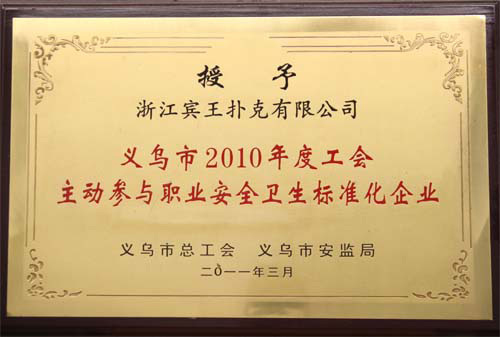 授 予
浙江宾王扑克有限公司
义乌市2010年度工会
主动参与职业安全卫生标准化企业
义乌市总工会 义乌市安监局
二0一一年三月